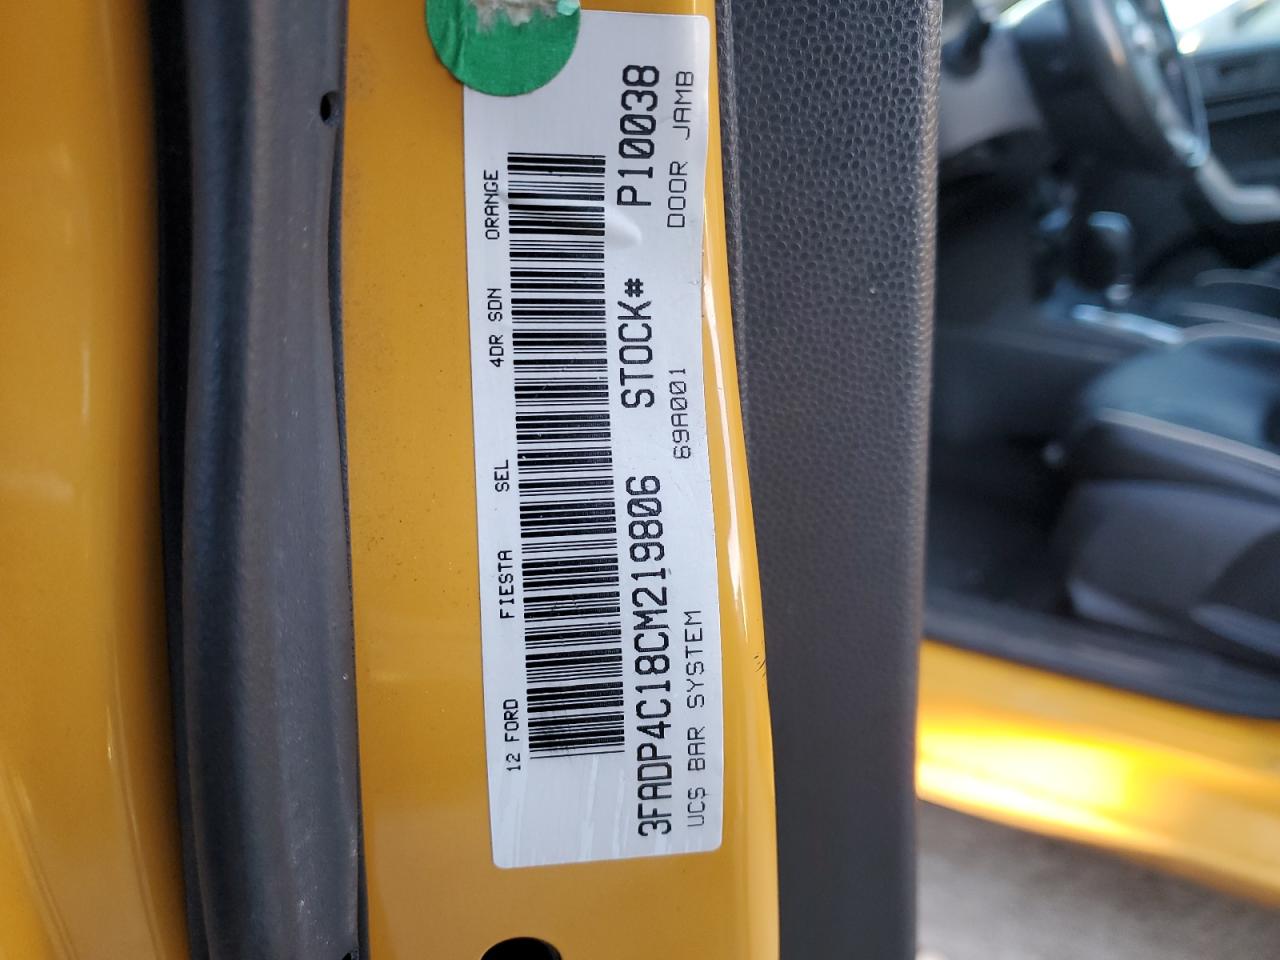 12 FORD FIESTA SEL 4DR SDN ORANGE
3FADP4C18CM219806 STOCK# P10038
UCS BAR SYSTEM 69A001 DOOR JAMB